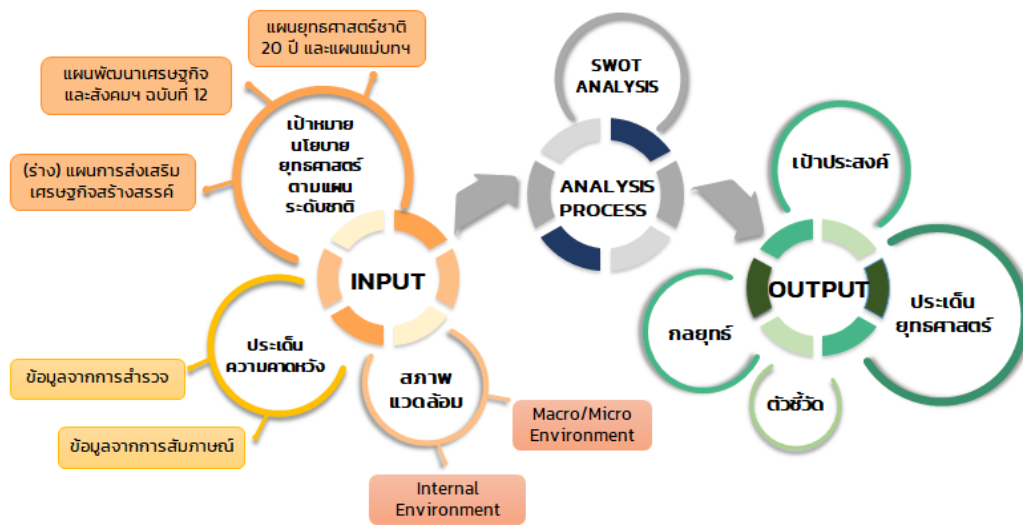 แผนยุทธศาสตร์ชาติ
20 ปี และแผนแม่บทฯ
แผนพัฒนาเศรษฐกิจ
และสังคมฯ ฉบับที่ 12
(ร่าง) แผนการส่งเสริม
เศรษฐกิจสร้างสรรค์
เป้าหมาย
นโยบาย
ยุทธศาสตร์
ตามแผน
ระดับชาติ
INPUT
ประเด็น
ความคาดหวัง
ข้อมูลจากการสำรวจ
ข้อมูลจากการสัมภาษณ์
สภาพ
แวดล้อม
Macro/Micro
Environment
Internal
Environment
SWOT
ANALYSIS
ANALYSIS
PROCESS
เป้าประสงค์
OUTPUT
ประเด็น
ยุทธศาสตร์
กลยุทธ์
ตัวชี้วัด